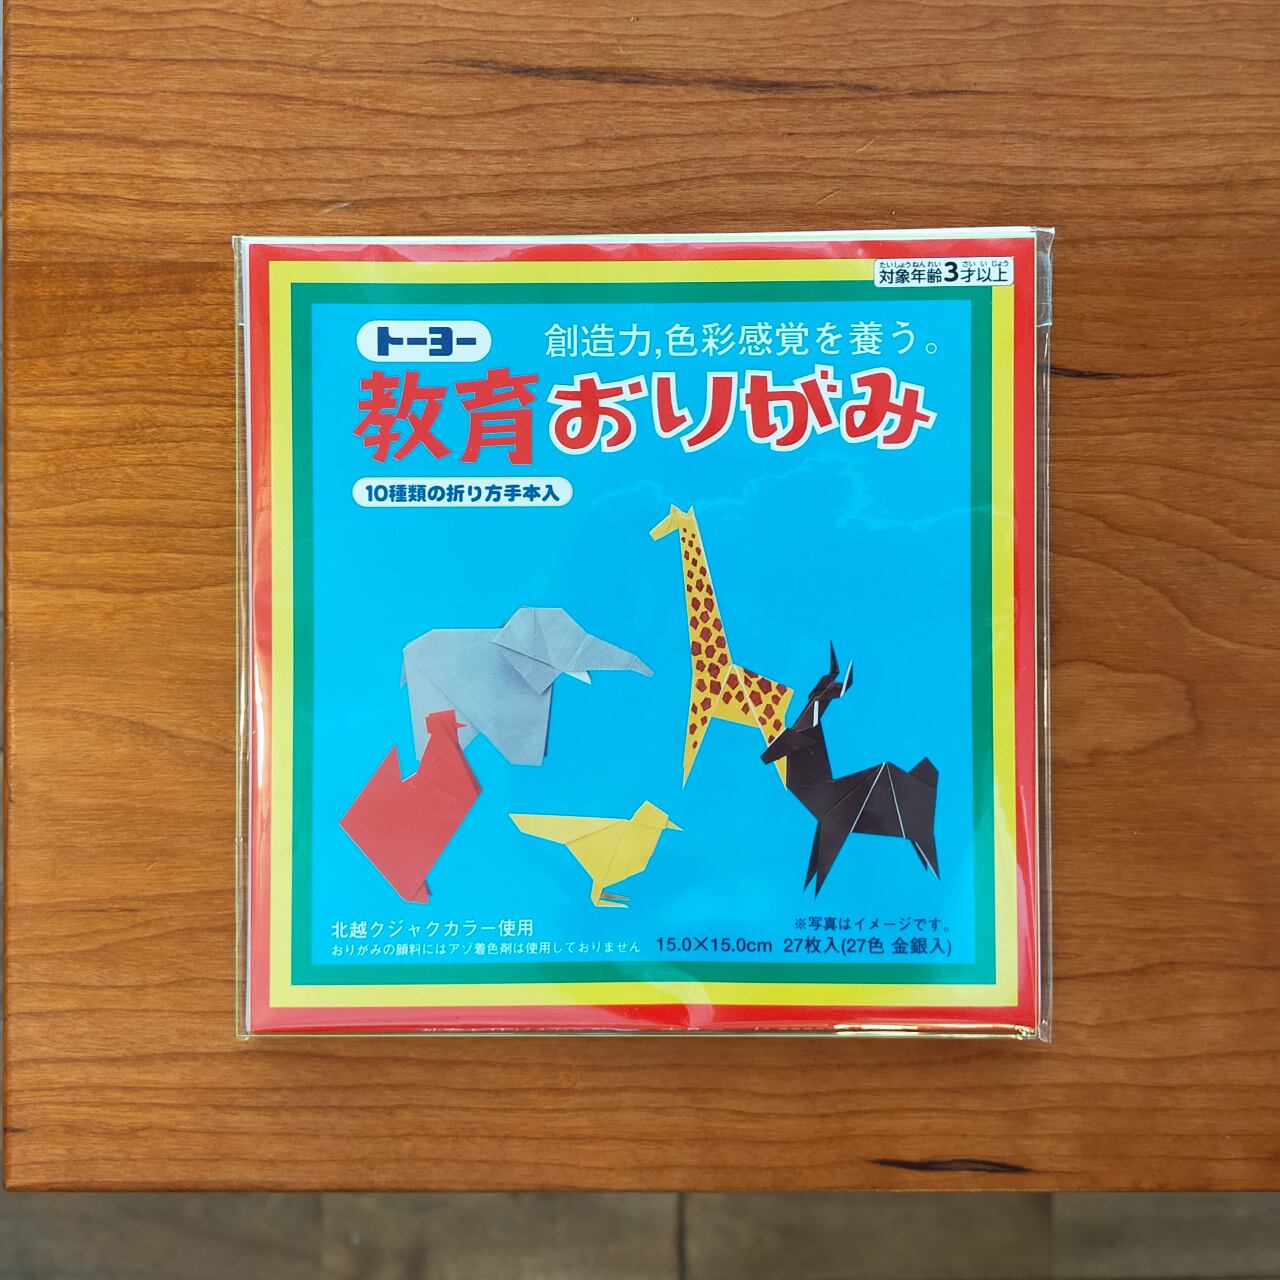 たいしょうねんれい さいいじょう
対象年齢3才以上
トーヨー
創造力,色彩感覚を養う。
教育おりがみ
10種類の折り方手本入
北越クジャクカラー使用
おりがみの顔料にはアゾ着色剤は使用しておりません
※写真はイメージです。
15.0×15.0cm 27枚入(27色 金銀入)